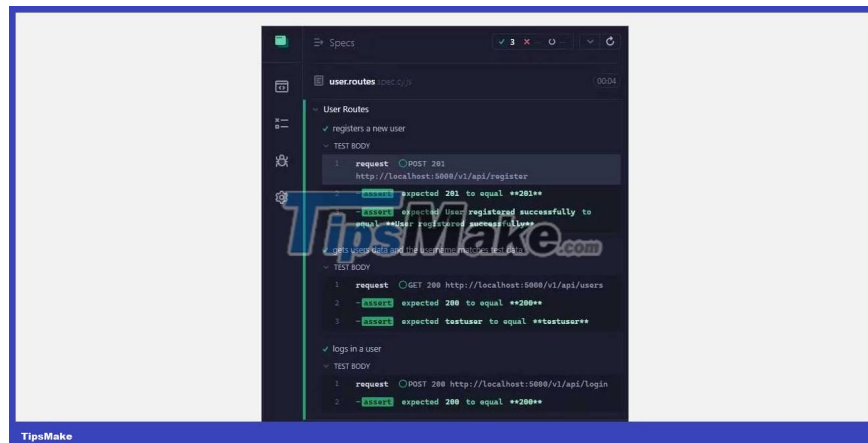 Specs
3
user.routes spec.cy.js
00:04
User Routes
registers a new user
TEST BODY
1 request POST 201
http://localhost:5000/v1/api/register
2 -assert expected 201 to equal **201**
-assert expected User registered successfully to
equal **User registered successfully**
TipsMake.com
gets users data and the username matches test data
TEST BODY
1 request GET 200 http://localhost:5000/v1/api/users
2 -assert expected 200 to equal **200**
3 -assert expected testuser to equal **testuser**
logs in a user
TEST BODY
1 request POST 200 http://localhost:5000/v1/api/login
2 -assert expected 200 to equal **200**
TipsMake